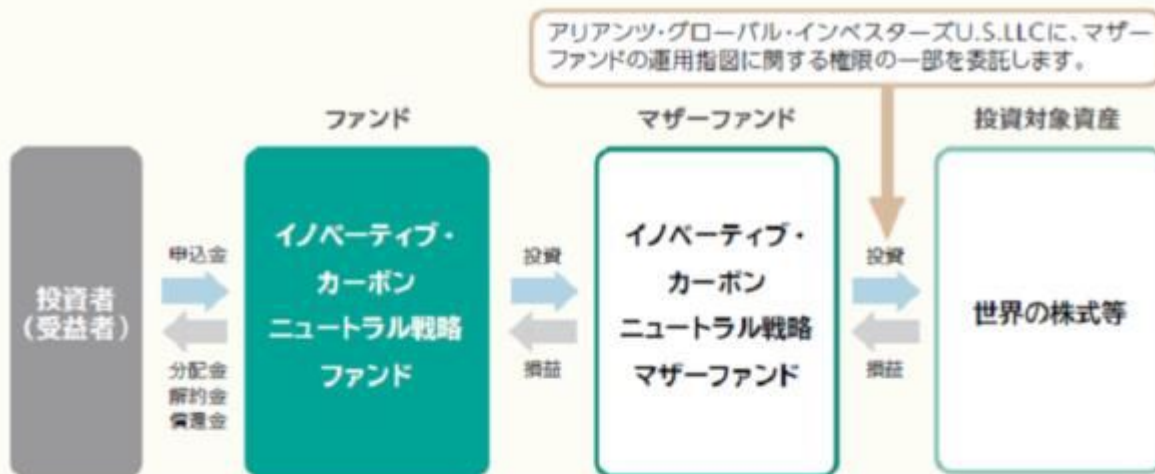 アリアンツ・グローバル・インベスターズU.S.LLCに、マザー
ファンドの運用指図に関する権限の一部を委託します。
ファンド
マザーファンド
投資対象資産
投資者
(受益者)
申込金
分配金
解約金
償還金
イノベーティブ・
カーボン
ニュートラル戦略
ファンド
投資
損益
イノベーティブ・
カーボン
ニュートラル戦略
マザーファンド
投資
損益
世界の株式等